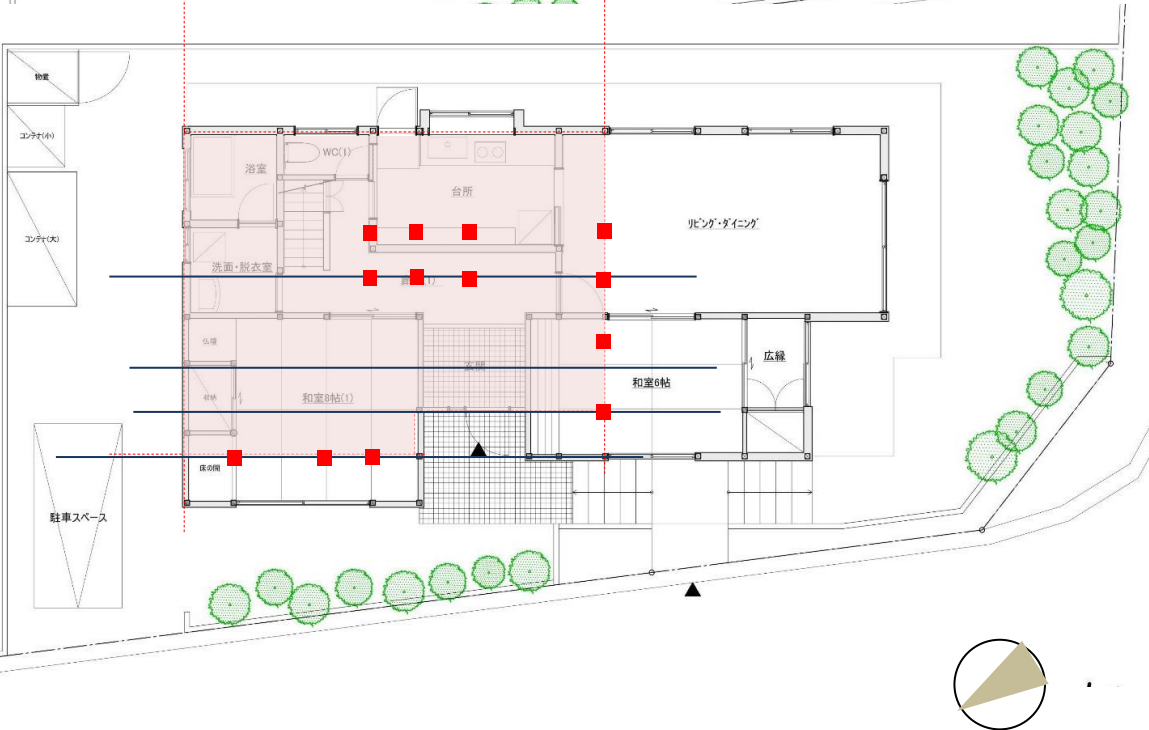 物置
コンテナ(小)
コンテナ(大)
浴室
WC(1)
台所
リビング・ダイニング
洗面・脱衣室
仏壇
収納
和室8帖(1)
玄関
和室6帖
広縁
床の間
駐車スペース